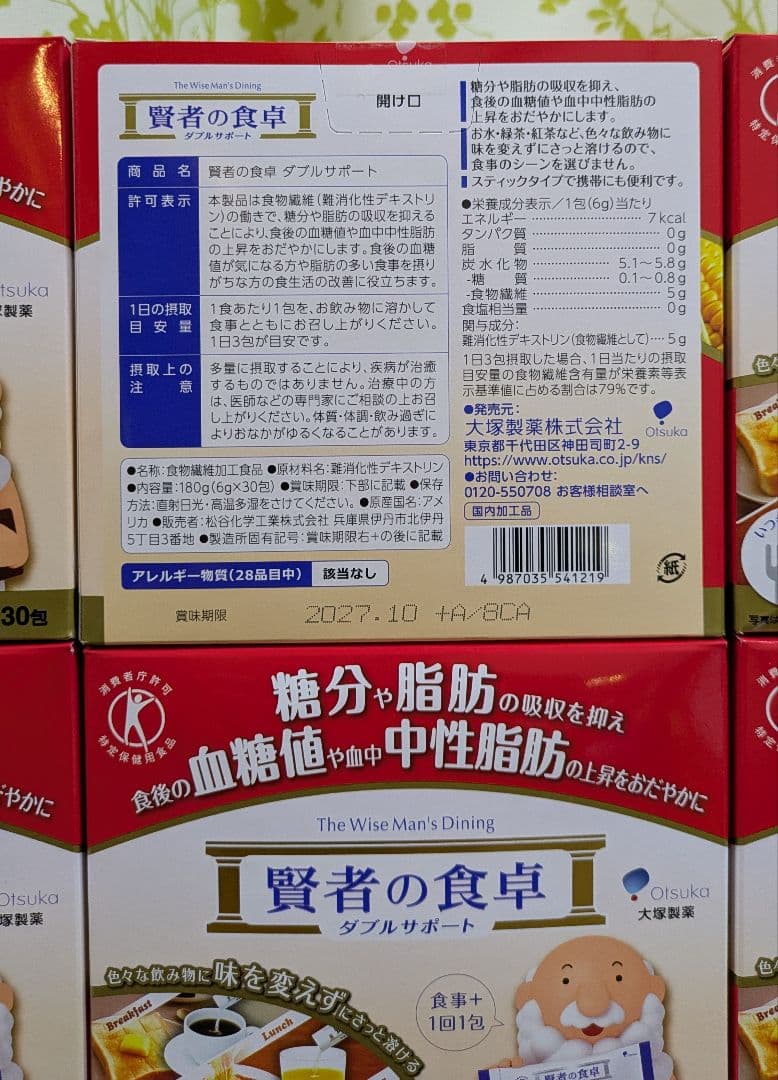 The Wise Man's Dining
賢者の食卓
ダブルサポート
開け口
Otsuka
糖分や脂肪の吸収を抑え、
食後の血糖値や血中中性脂肪の
上昇をおだやかにします。
お水・緑茶・紅茶など、色々な飲み物に
味を変えずにさっと溶けるので、
食事のシーンを選びません。
スティックタイプで携帯にも便利です。
商品名 賢者の食卓 ダブルサポート
許可表示 本製品は食物繊維(難消化性デキストリ
ン)の働きで、糖分や脂肪の吸収を抑える
ことにより、食後の血糖値や血中中性脂肪
の上昇をおだやかにします。食後の血糖
値が気になる方や脂肪の多い食事を摂り
がちな方の食生活の改善に役立ちます。
1日の摂取
目安量
1食あたり1包を、お飲み物に溶かして
食事とともにお召し上がりください。
1日3包が目安です。
摂取上の
注意
多量に摂取することにより、疾病が治癒
するものではありません。治療中の方
は、医師などの専門家にご相談の上お召
し上がりください。体質・体調・飲み過ぎに
よりおなかがゆるくなることがあります。
●名称:食物繊維加工食品 ●原材料名:難消化性デキストリン
●内容量:180g(6g×30包) ●賞味期限:下部に記載 ●保存
方法:直射日光・高温多湿をさけてください。 ●原産国名:アメ
リカ ●販売者:松谷化学工業株式会社 兵庫県伊丹市北伊丹
5丁目3番地 ●製造所固有記号:賞味期限右+の後に記載
アレルギー物質(28品目中) 該当なし
賞味期限 2027.10 +A/8CA
●栄養成分表示/1包(6g)当たり
エネルギー 7kcal
タンパク質 0g
脂質 0g
炭水化物 5.1~5.8g
-糖質 0.1~0.8g
-食物繊維 5g
食塩相当量 0g
関与成分:
難消化性デキストリン(食物繊維として)…5g
1日3包摂取した場合、1日当たりの摂取
目安量の食物繊維含有量が栄養素等表
示基準値に占める割合は79%です。
●発売元:
大塚製薬株式会社
Otsuka
東京都千代田区神田司町2-9
https://www.otsuka.co.jp/kns/
●お問い合わせ:
0120-550708 お客様相談室へ
国内加工品
4 987035 541219
紙
やかに
tsuka
製薬
30包
消費者庁許可
特定保健用食品
糖分や脂肪の吸収を抑え
食後の血糖値や血中中性脂肪の上昇をおだやかに
The Wise Man's Dining
賢者の食卓
ダブルサポート
Otsuka
大塚製薬
色々な飲み物に味を変えずにさっと溶ける
食事+
1回1包
Breakfast
Lunch
賢者の食卓
だやかに
Otsuka
塚製薬